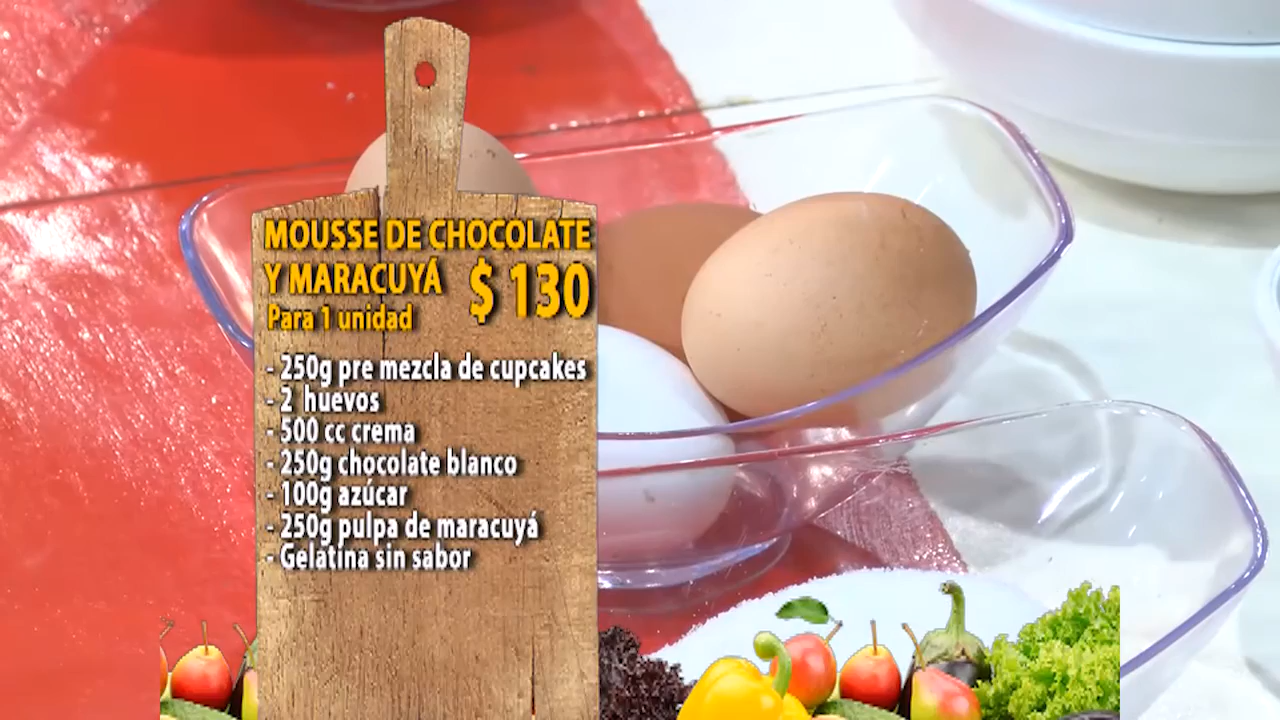 MOUSSE DE CHOCOLATE
Y MARACUYÁ
$ 130
Para 1 unidad
- 250g pre mezcla de cupcakes
- 2 huevos
- 500 cc crema
- 250g chocolate blanco
- 100g azúcar
- 250g pulpa de maracuyá
- Gelatina sin sabor